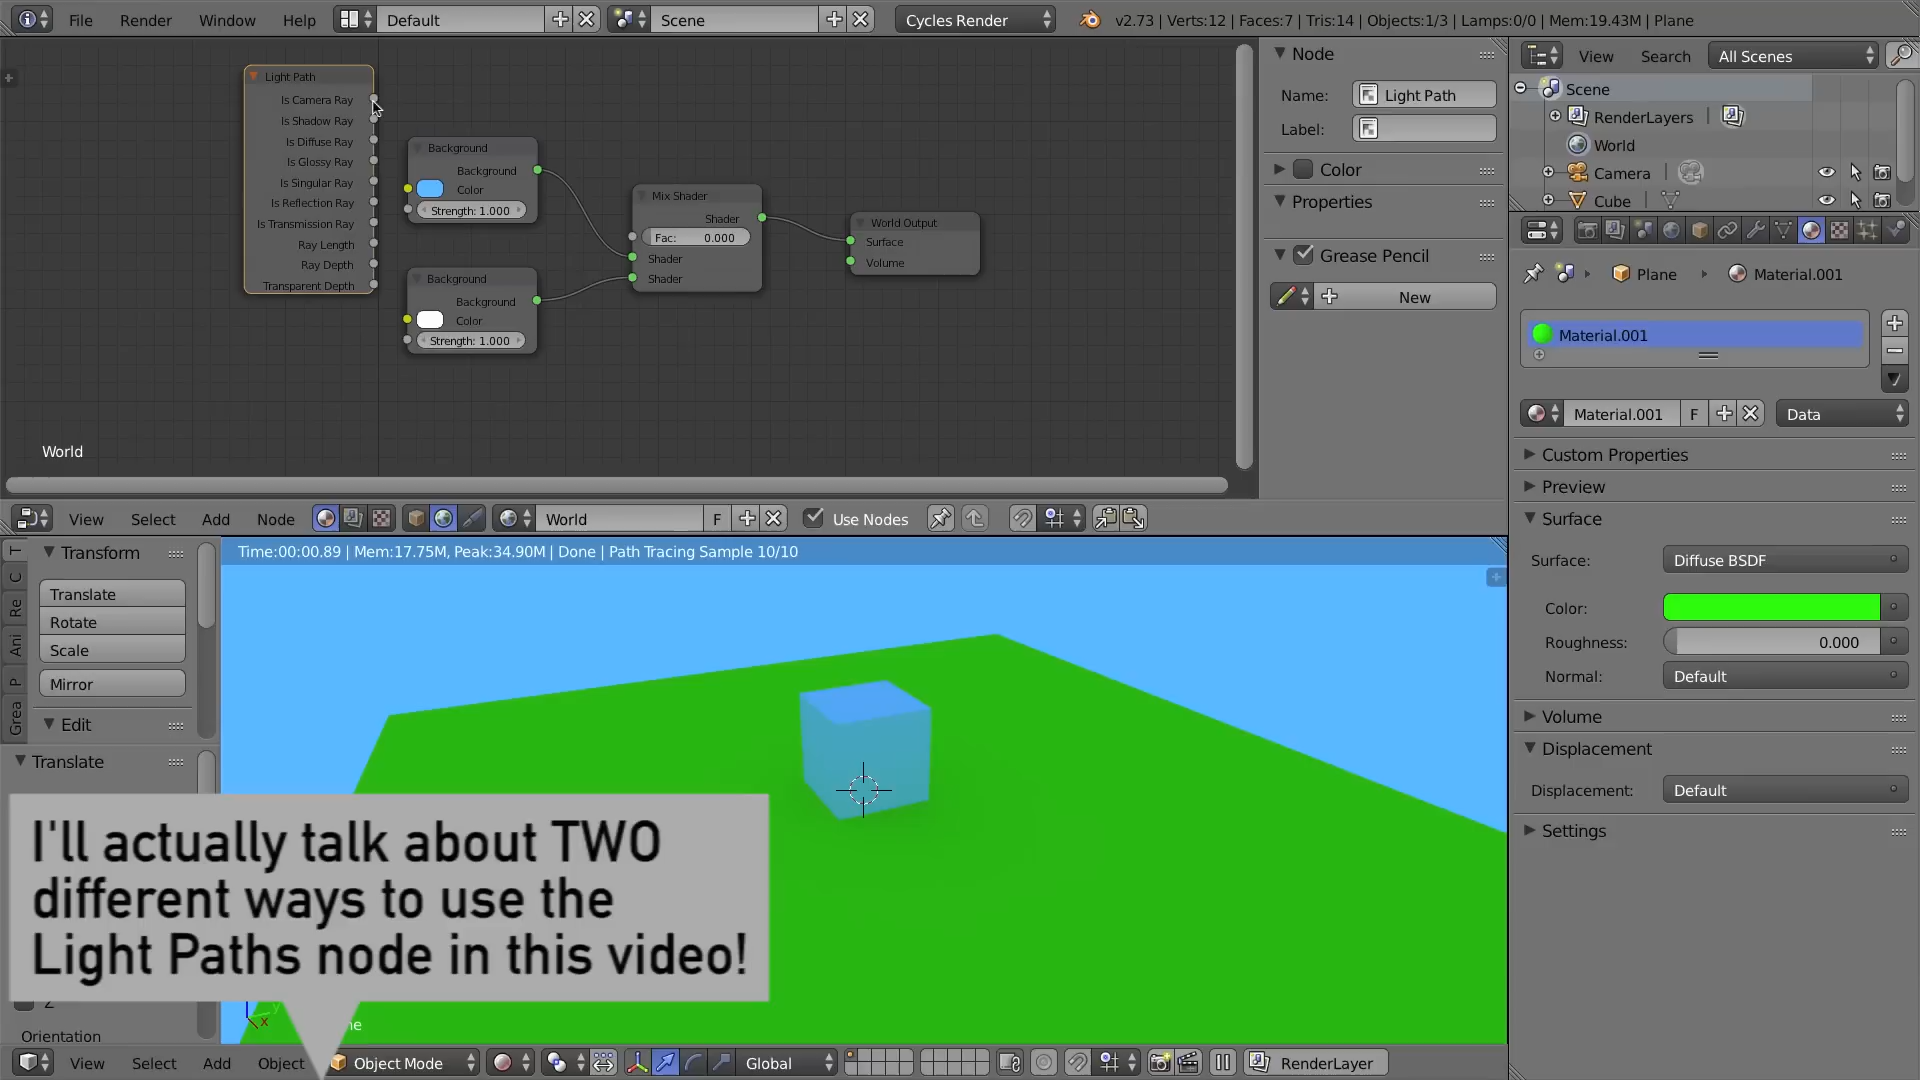 File Render Window Help Default Scene Cycles Render v2.73 | Verts:12 | Faces:7 | Tris:14 | Objects:1/3 | Lamps:0/0 | Mem:19.43M | Plane
Light Path
Is Camera Ray
Is Shadow Ray
Is Diffuse Ray
Is Glossy Ray
Is Singular Ray
Is Reflection Ray
Is Transmission Ray
Ray Length
Ray Depth
Transparent Depth
Background
Background
Color
Strength: 1.000
Background
Background
Color
Strength: 1.000
Mix Shader
Shader
Fac: 0.000
Shader
Shader
World Output
Surface
Volume
World
Node
Name: Light Path
Label:
Color
Properties
Grease Pencil
New
View Search All Scenes
Scene
RenderLayers |
World
Camera
Cube
Plane Material.001
Material.001
Material.001 F Data
Custom Properties
Preview
Surface
Surface: Diffuse BSDF
Color:
Roughness: 0.000
Normal: Default
Volume
Displacement
Displacement: Default
Settings
View Select Add Node World F Use Nodes
T
C
Re
Ani
P
Grea
Transform
Translate
Rotate
Scale
Mirror
Edit
Translate
Z
Orientation
Time:00:00.89 | Mem:17.75M, Peak:34.90M | Done | Path Tracing Sample 10/10
I'll actually talk about TWO
different ways to use the
Light Paths node in this video!
y
x
ne
View Select Add Object Object Mode Global RenderLayer